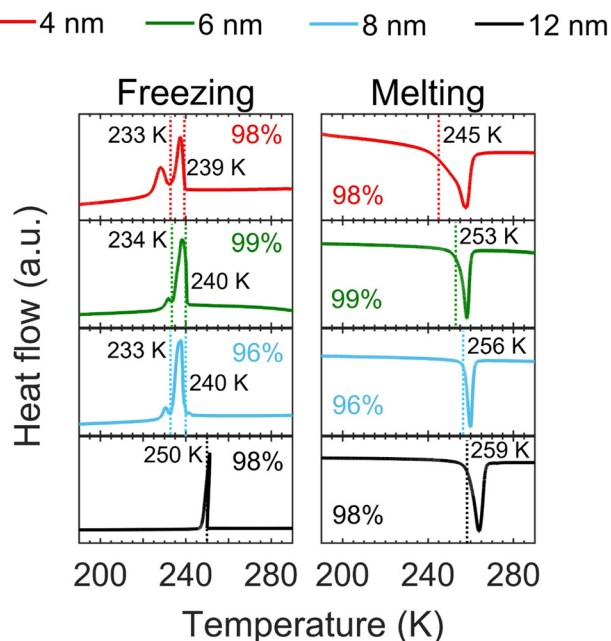 4 nm 6 nm 8 nm 12 nm
Freezing Melting
233 K 98% 239 K
245 K 98%
234 K 99% 240 K
253 K 99%
233 K 96% 240 K
256 K 96%
250 K 98%
259 K 98%
Heat flow (a.u.)
200 240 280 200 240 280
Temperature (K)